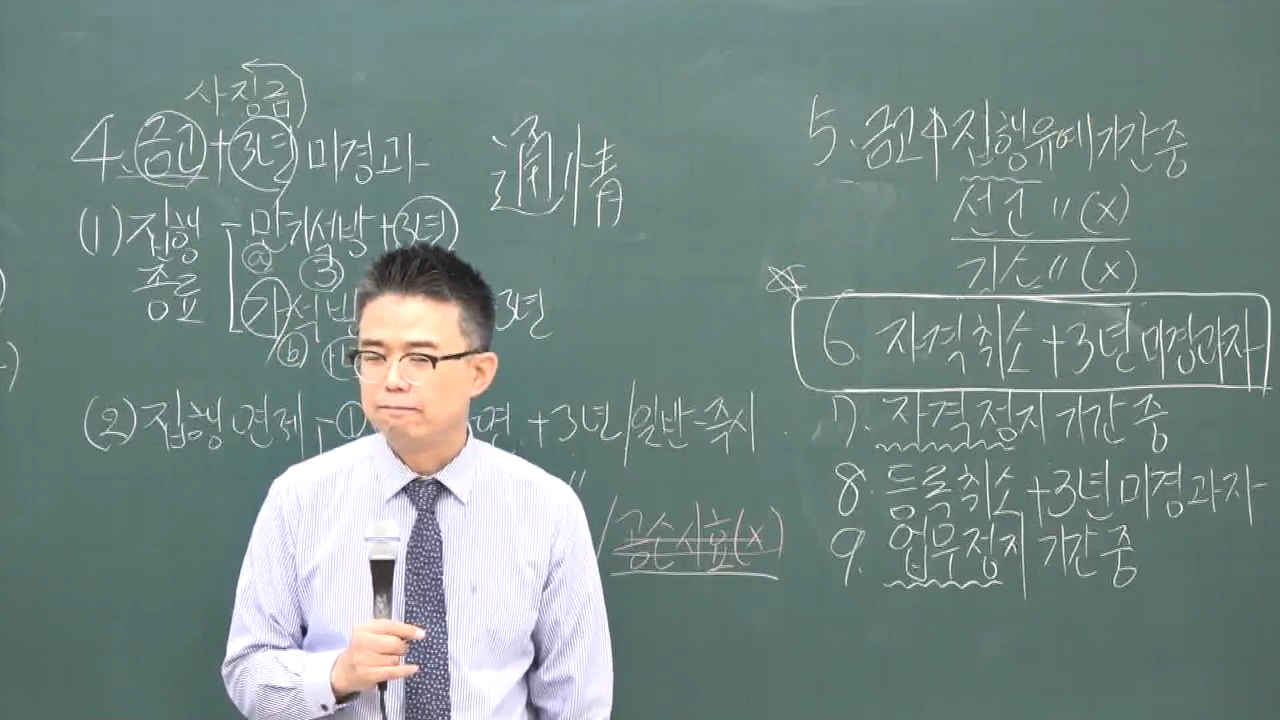 사징금
4. 금고+3년 미경과
通情
(1) 집행 - 만기석방+3년
종료
ⓐ ③
가석방 3년
ⓑ
(2) 집행면제 - ① 면 +3년/일반-즉시
〃
/공소시효(x)
5. 금고↑집행유예기간 중
선고 〃 (x)
기소 〃 (x)
6. 자격취소+3년 미경과자
7. 자격정지 기간 중
8. 등록취소+3년 미경과자
9. 업무정지 기간 중